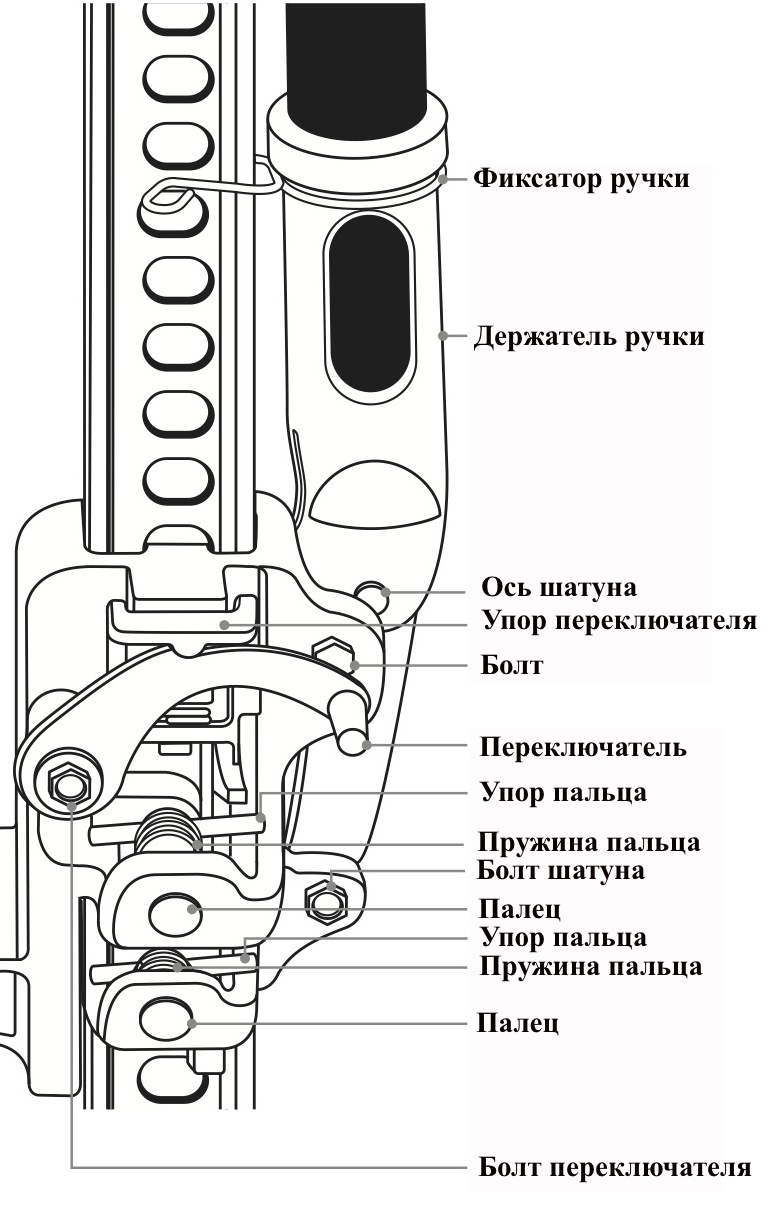 Фиксатор ручки
Держатель ручки
Ось шатуна
Упор переключателя
Болт
Переключатель
Упор пальца
Пружина пальца
Болт шатуна
Палец
Упор пальца
Пружина пальца
Палец
Болт переключателя